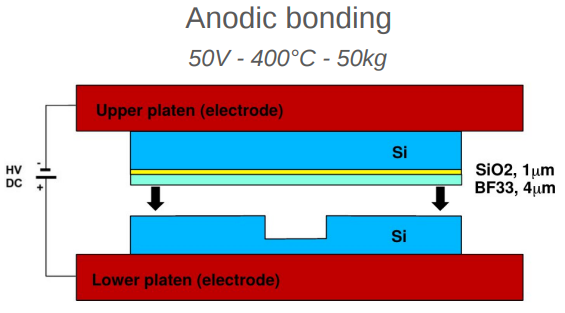 Anodic bonding
50V - 400°C - 50kg
Upper platen (electrode)
Si
HV
DC
-
+
SiO2, 1μm
BF33, 4μm
Si
Lower platen (electrode)